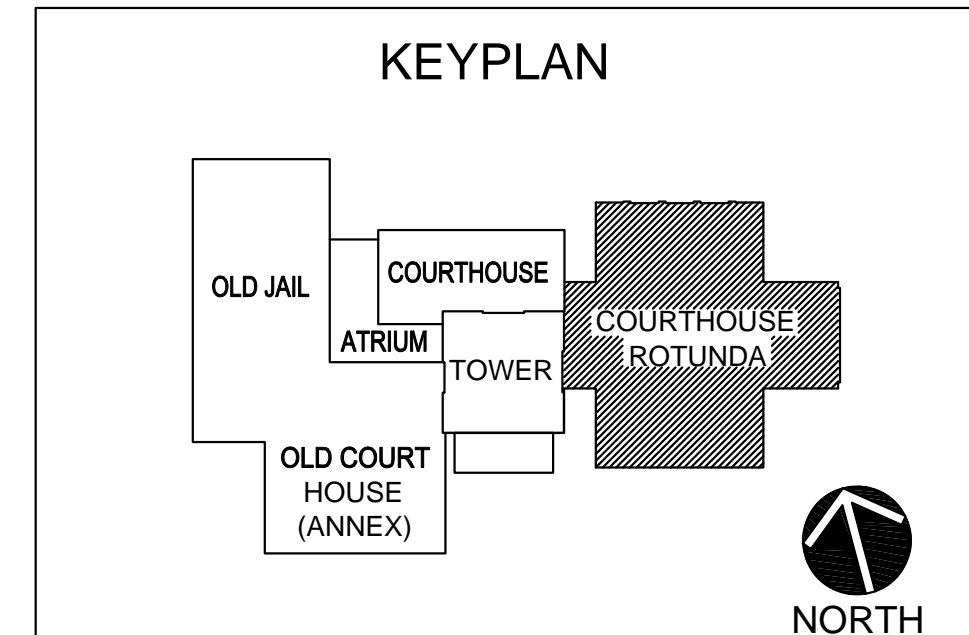 KEYPLAN
OLD JAIL
COURTHOUSE
ATRIUM
TOWER
COURTHOUSE
ROTUNDA
OLD COURT
HOUSE
(ANNEX)
NORTH